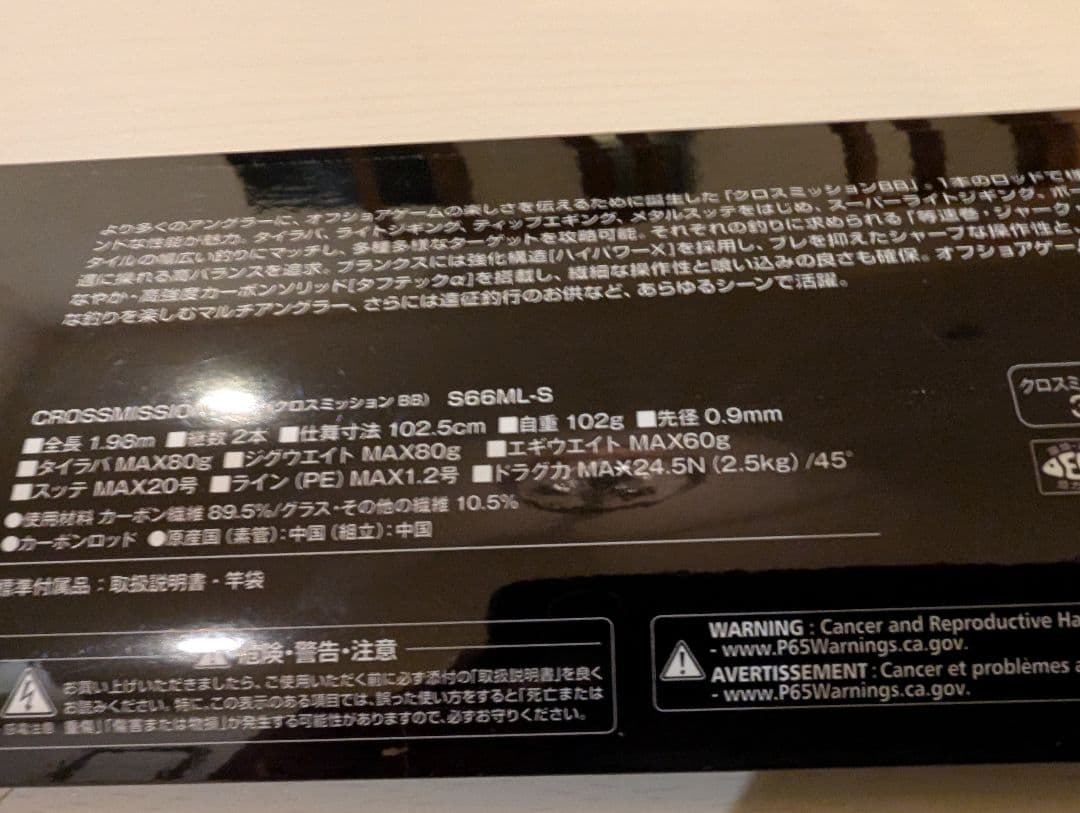 より多くのアングラーに、オフショアゲームの楽しさを伝えるために誕生した「クロスミッションBB」。1本のロッドで
ントな性能が魅力。タイラバ、ライトジギング、ティップエギング、メタルスッテをはじめ、スーパーライトジギング、ボー
タイルの幅広い釣りにマッチし、多種多様なターゲットを攻略可能。それぞれの釣りに求められる「等速巻・ジャーク・
適に操れる高バランスを追求。ブランクスには強化構造[ハイパワーX]を採用し、ブレを抑えたシャープな操作性と、
なやか・高強度カーボンソリッド[タフテックα]を搭載し、繊細な操作性と喰い込みの良さも確保。オフショアゲー
な釣りを楽しむマルチアングラー、さらには遠征釣行のお供など、あらゆるシーンで活躍。
CROSSMISSIO クロスミッション BB） S66ML-S
■全長 1.98m ■継数 2本 ■仕舞寸法 102.5cm ■自重 102g ■先径 0.9mm
■タイラバ MAX80g ■ジグウエイト MAX80g ■エギウエイト MAX60g
■スッテ MAX20号 ■ライン（PE）MAX1.2号 ■ドラグ力 MAX24.5N（2.5kg）/45°
●使用材料 カーボン繊維 89.5%/グラス・その他の繊維 10.5%
●カーボンロッド ●原産国（素管）：中国（組立）：中国
クロスミ
標準付属品：取扱説明書・竿袋
危険・警告・注意
お買い上げいただきましたら、ご使用いただく前に必ず添付の「取扱説明書」を良く
お読みください。特に、この表示のある項目では、誤った使い方をすると「死亡または
重傷」「傷害または物損」が発生する可能性がありますので、必ずお守りください。
感電注意
WARNING : Cancer and Reproductive Ha
- www.P65Warnings.ca.gov.
AVERTISSEMENT : Cancer et problèmes
- www.P65Warnings.ca.gov.